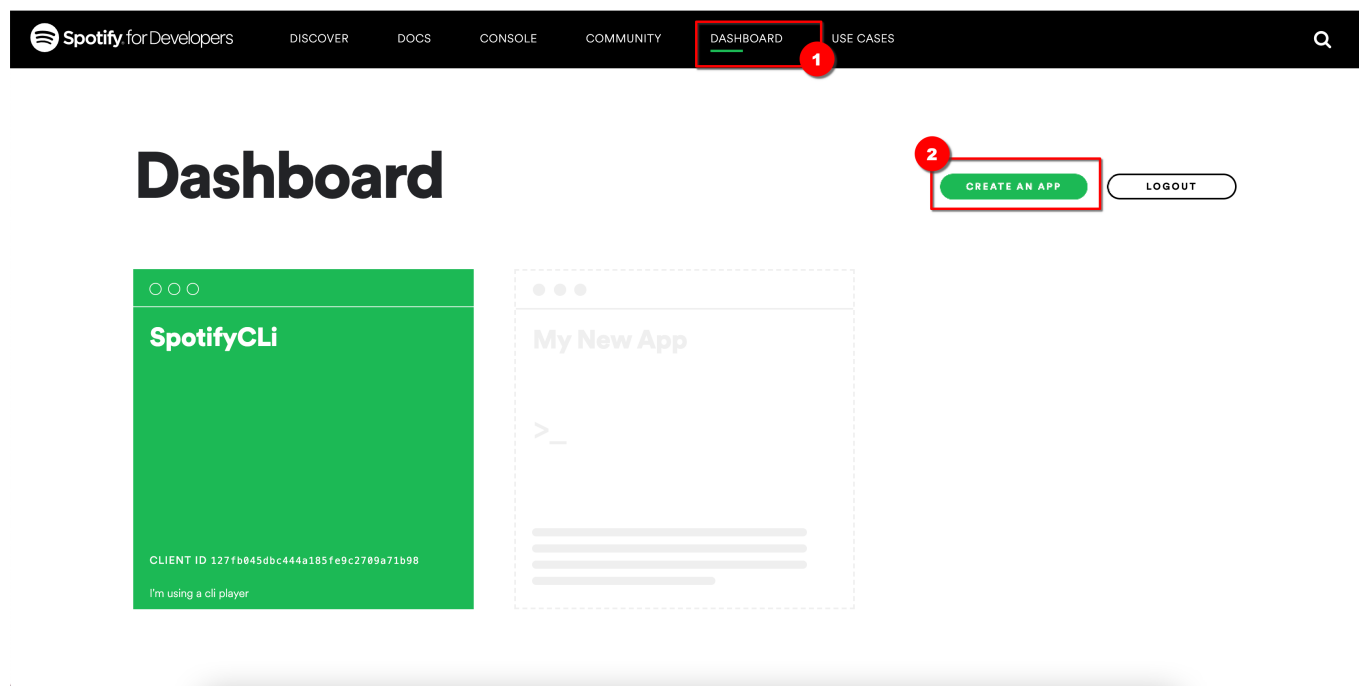 Spotify for Developers DISCOVER DOCS CONSOLE COMMUNITY DASHBOARD USE CASES
1
2
Dashboard
CREATE AN APP LOGOUT
SpotifyCLi
My New App
>_
CLIENT ID 127fb045dbc444a185fe9c2709a71b98
I'm using a cli player